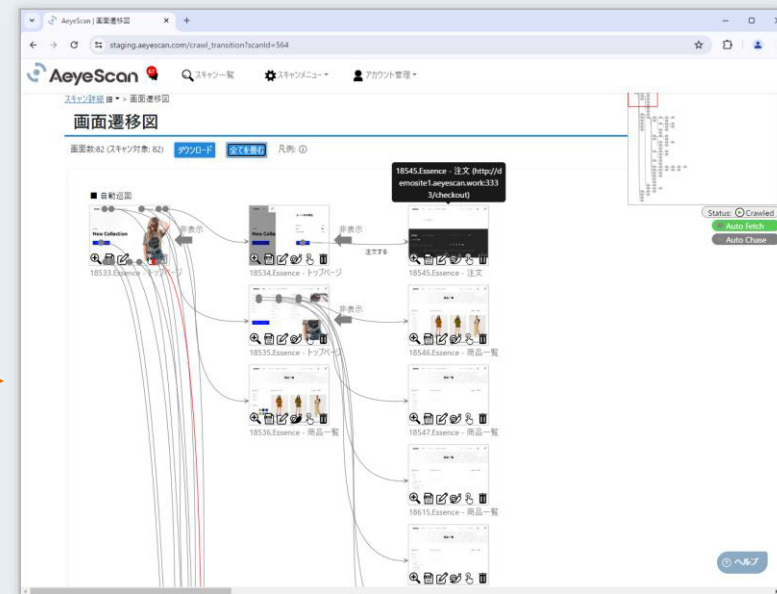 AeyeScan | 画面遷移図
staging.aeyescan.com/crawl_transition?scanId=564
AeyeScan
スキャン一覧
スキャンメニュー
アカウント管理
スキャン詳細 > 画面遷移図
画面遷移図
画面数:82 (スキャン対象: 82)
ダウンロード
全てを畳む
凡例:
18545.Essence - 注文 (http://d
emosite1.aeyescan.work:333
3/checkout)
Status: Crawled
Auto Fetch
Auto Chase
■ 自動巡回
New Collection
非表示
非表示
注文する
18533.Essence - トップページ
18534.Essence - トップページ
18545.Essence - 注文
非表示
18535.Essence - トップページ
18546.Essence - 商品一覧
18536.Essence - 商品一覧
18547.Essence - 商品一覧
18615.Essence - 商品一覧
ヘルプ